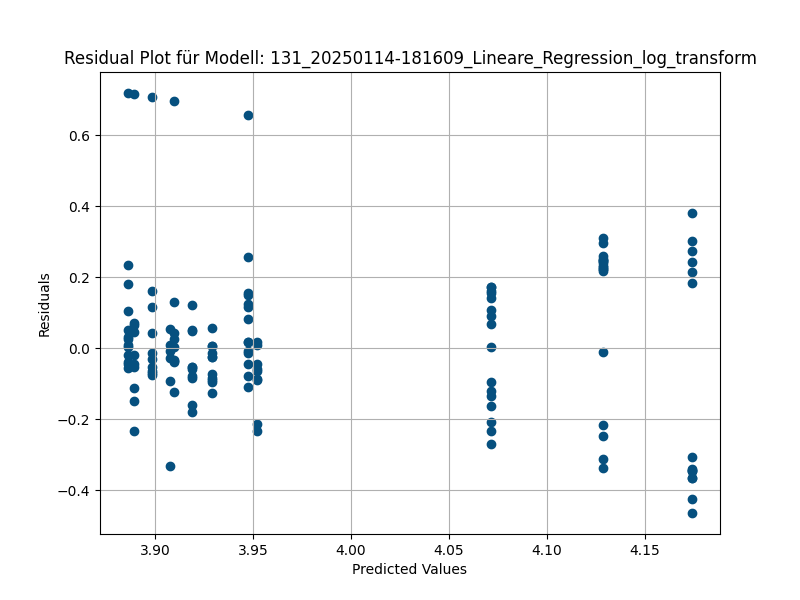 Residual Plot für Modell: 131_20250114-181609_Lineare_Regression_log_transform
Residuals
0.6
0.4
0.2
0.0
−0.2
−0.4
3.90 3.95 4.00 4.05 4.10 4.15
Predicted Values